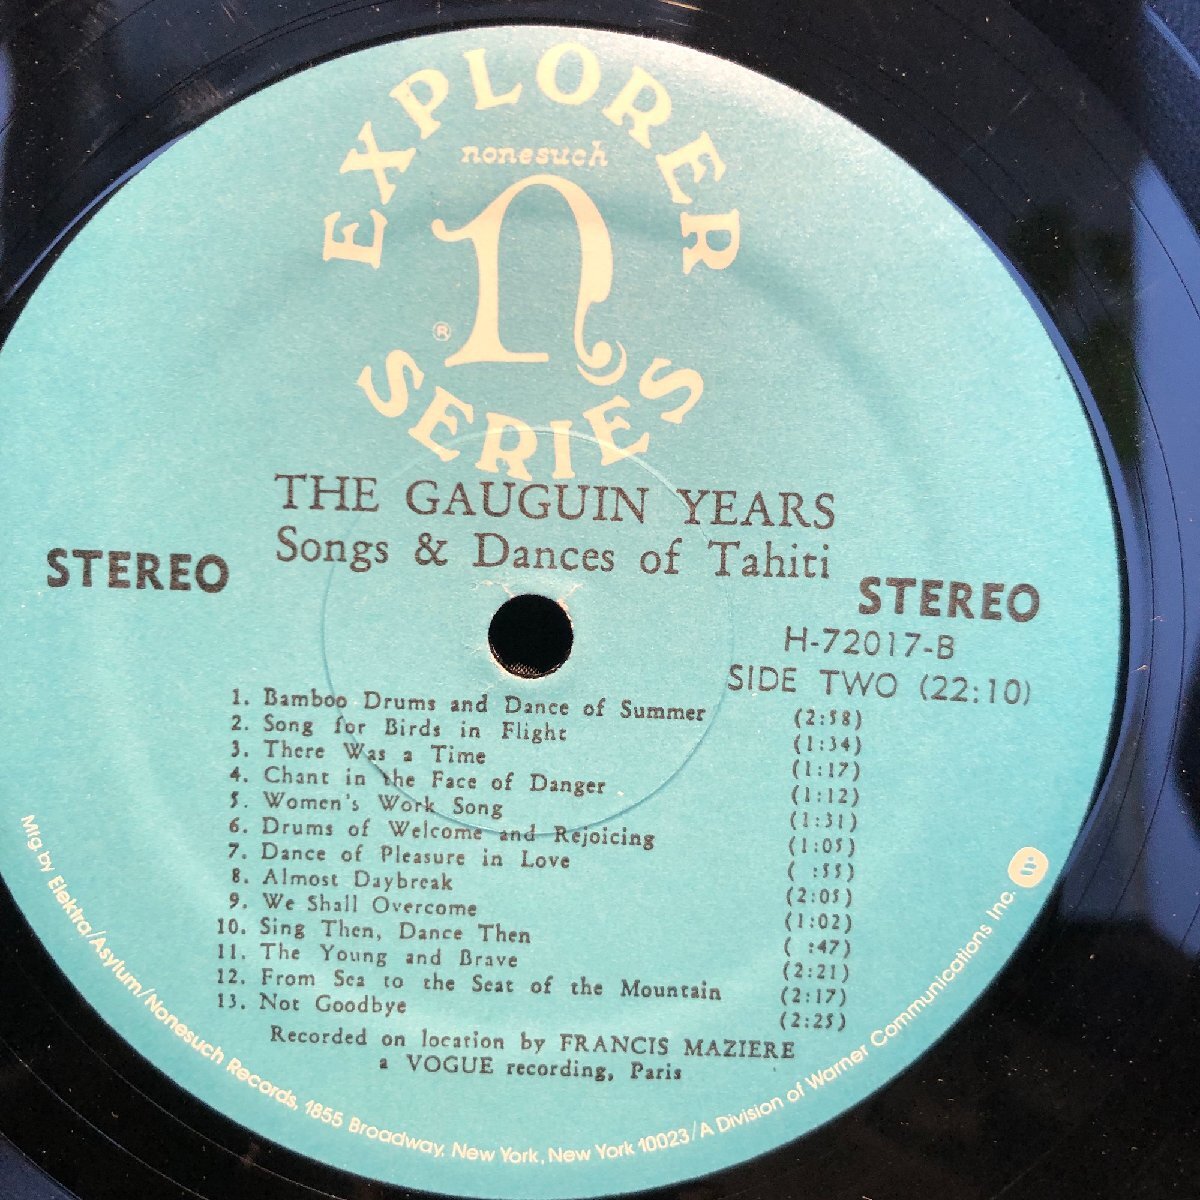 EXPLORER
nonesuch
n
®
SERIES
THE GAUGUIN YEARS
Songs & Dances of Tahiti
STEREO
STEREO
H-72017-B
SIDE TWO (22:10)
1. Bamboo Drums and Dance of Summer (2:58)
2. Song for Birds in Flight (1:34)
3. There Was a Time (1:17)
4. Chant in the Face of Danger (1:12)
5. Women's Work Song (1:31)
6. Drums of Welcome and Rejoicing (1:05)
7. Dance of Pleasure in Love ( :55)
8. Almost Daybreak (2:05)
9. We Shall Overcome (1:02)
10. Sing Then, Dance Then ( :47)
11. The Young and Brave (2:21)
12. From Sea to the Seat of the Mountain (2:17)
13. Not Goodbye (2:25)
Recorded on location by FRANCIS MAZIERE
a VOGUE recording, Paris
Mfg. by Elektra/Asylum/Nonesuch Records, 1855 Broadway, New York, New York 10023/A Division of Warner Communications Inc.